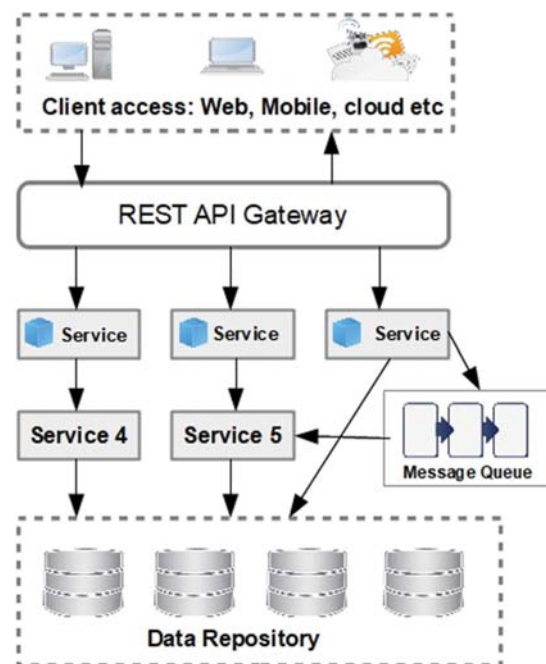 Client access: Web, Mobile, cloud etc
REST API Gateway
Service
Service
Service
Service 4
Service 5
Message Queue
Data Repository